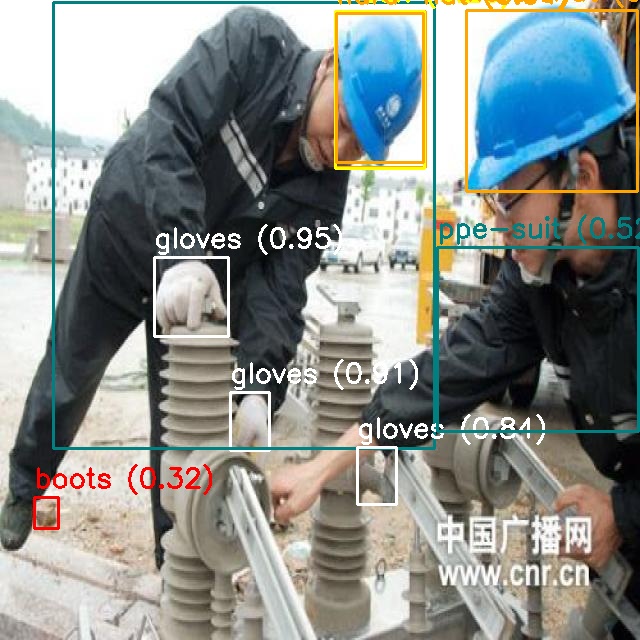 gloves (0.95)
ppe-suit (0.52
gloves (0.91)
gloves (0.84)
boots (0.32)
中国广播网
www.cnr.cn